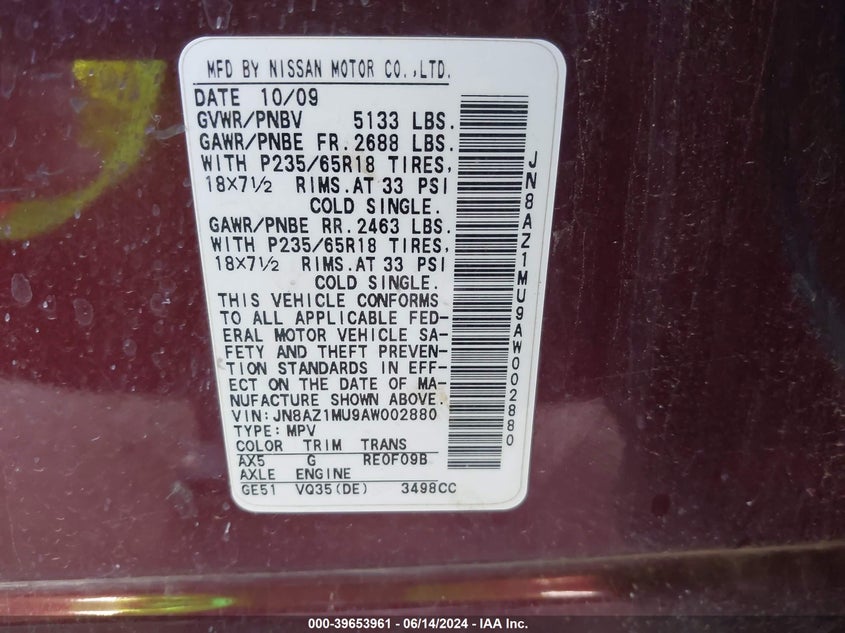 MFD BY NISSAN MOTOR CO.,LTD.
DATE 10/09
GVWR/PNBV 5133 LBS.
GAWR/PNBE FR.2688 LBS.
WITH P235/65R18 TIRES,
18X7½ RIMS.AT 33 PSI
COLD SINGLE.
GAWR/PNBE RR.2463 LBS.
WITH P235/65R18 TIRES,
18X7½ RIMS.AT 33 PSI
COLD SINGLE.
THIS VEHICLE CONFORMS
TO ALL APPLICABLE FED-
ERAL MOTOR VEHICLE SA-
FETY AND THEFT PREVEN-
TION STANDARDS IN EFF-
ECT ON THE DATE OF MA-
NUFACTURE SHOWN ABOVE.
VIN:JN8AZ1MU9AW002880
TYPE:MPV
COLOR TRIM TRANS
AX5 G RE0F09B
AXLE ENGINE
GE51 VQ35(DE) 3498CC
JN8AZ1MU9AW002880
000-39653961 - 06/14/2024 - IAA Inc.